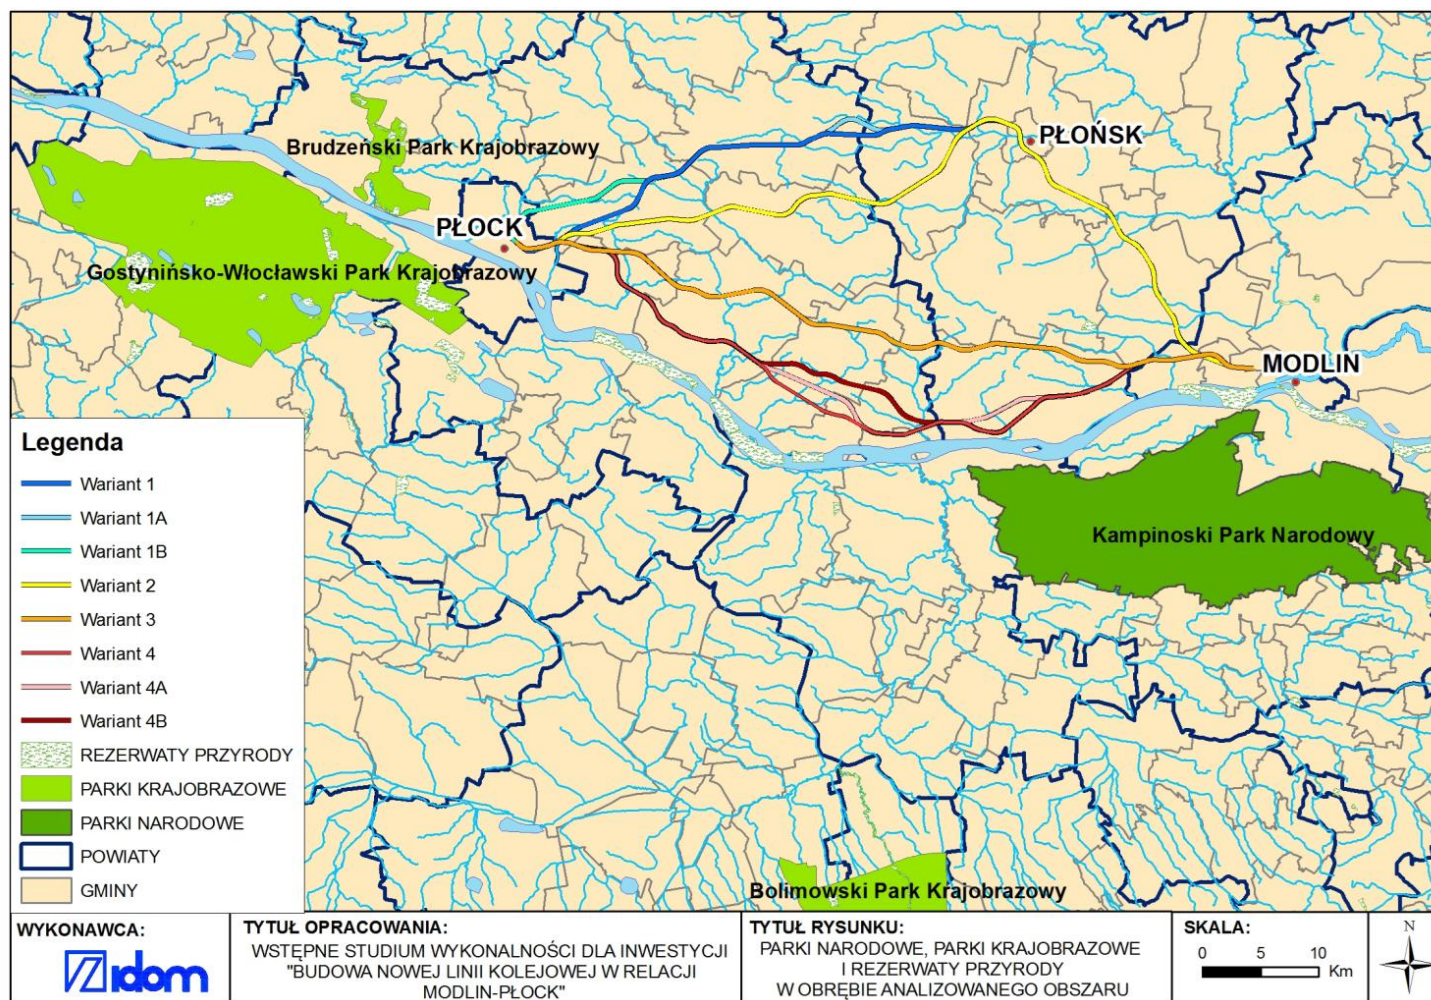 Brudzeński Park Krajobrazowy
PŁOŃSK
PŁOCK
Gostynińsko-Włocławski Park Krajobrazowy
MODLIN
Kampinoski Park Narodowy
Bolimowski Park Krajobrazowy
Legenda
Wariant 1
Wariant 1A
Wariant 1B
Wariant 2
Wariant 3
Wariant 4
Wariant 4A
Wariant 4B
REZERWATY PRZYRODY
PARKI KRAJOBRAZOWE
PARKI NARODOWE
POWIATY
GMINY
WYKONAWCA:
idom
TYTUŁ OPRACOWANIA:
WSTĘPNE STUDIUM WYKONALNOŚCI DLA INWESTYCJI
"BUDOWA NOWEJ LINII KOLEJOWEJ W RELACJI
MODLIN-PŁOCK"
TYTUŁ RYSUNKU:
PARKI NARODOWE, PARKI KRAJOBRAZOWE
I REZERWATY PRZYRODY
W OBRĘBIE ANALIZOWANEGO OBSZARU
SKALA:
0 5 10
Km
N